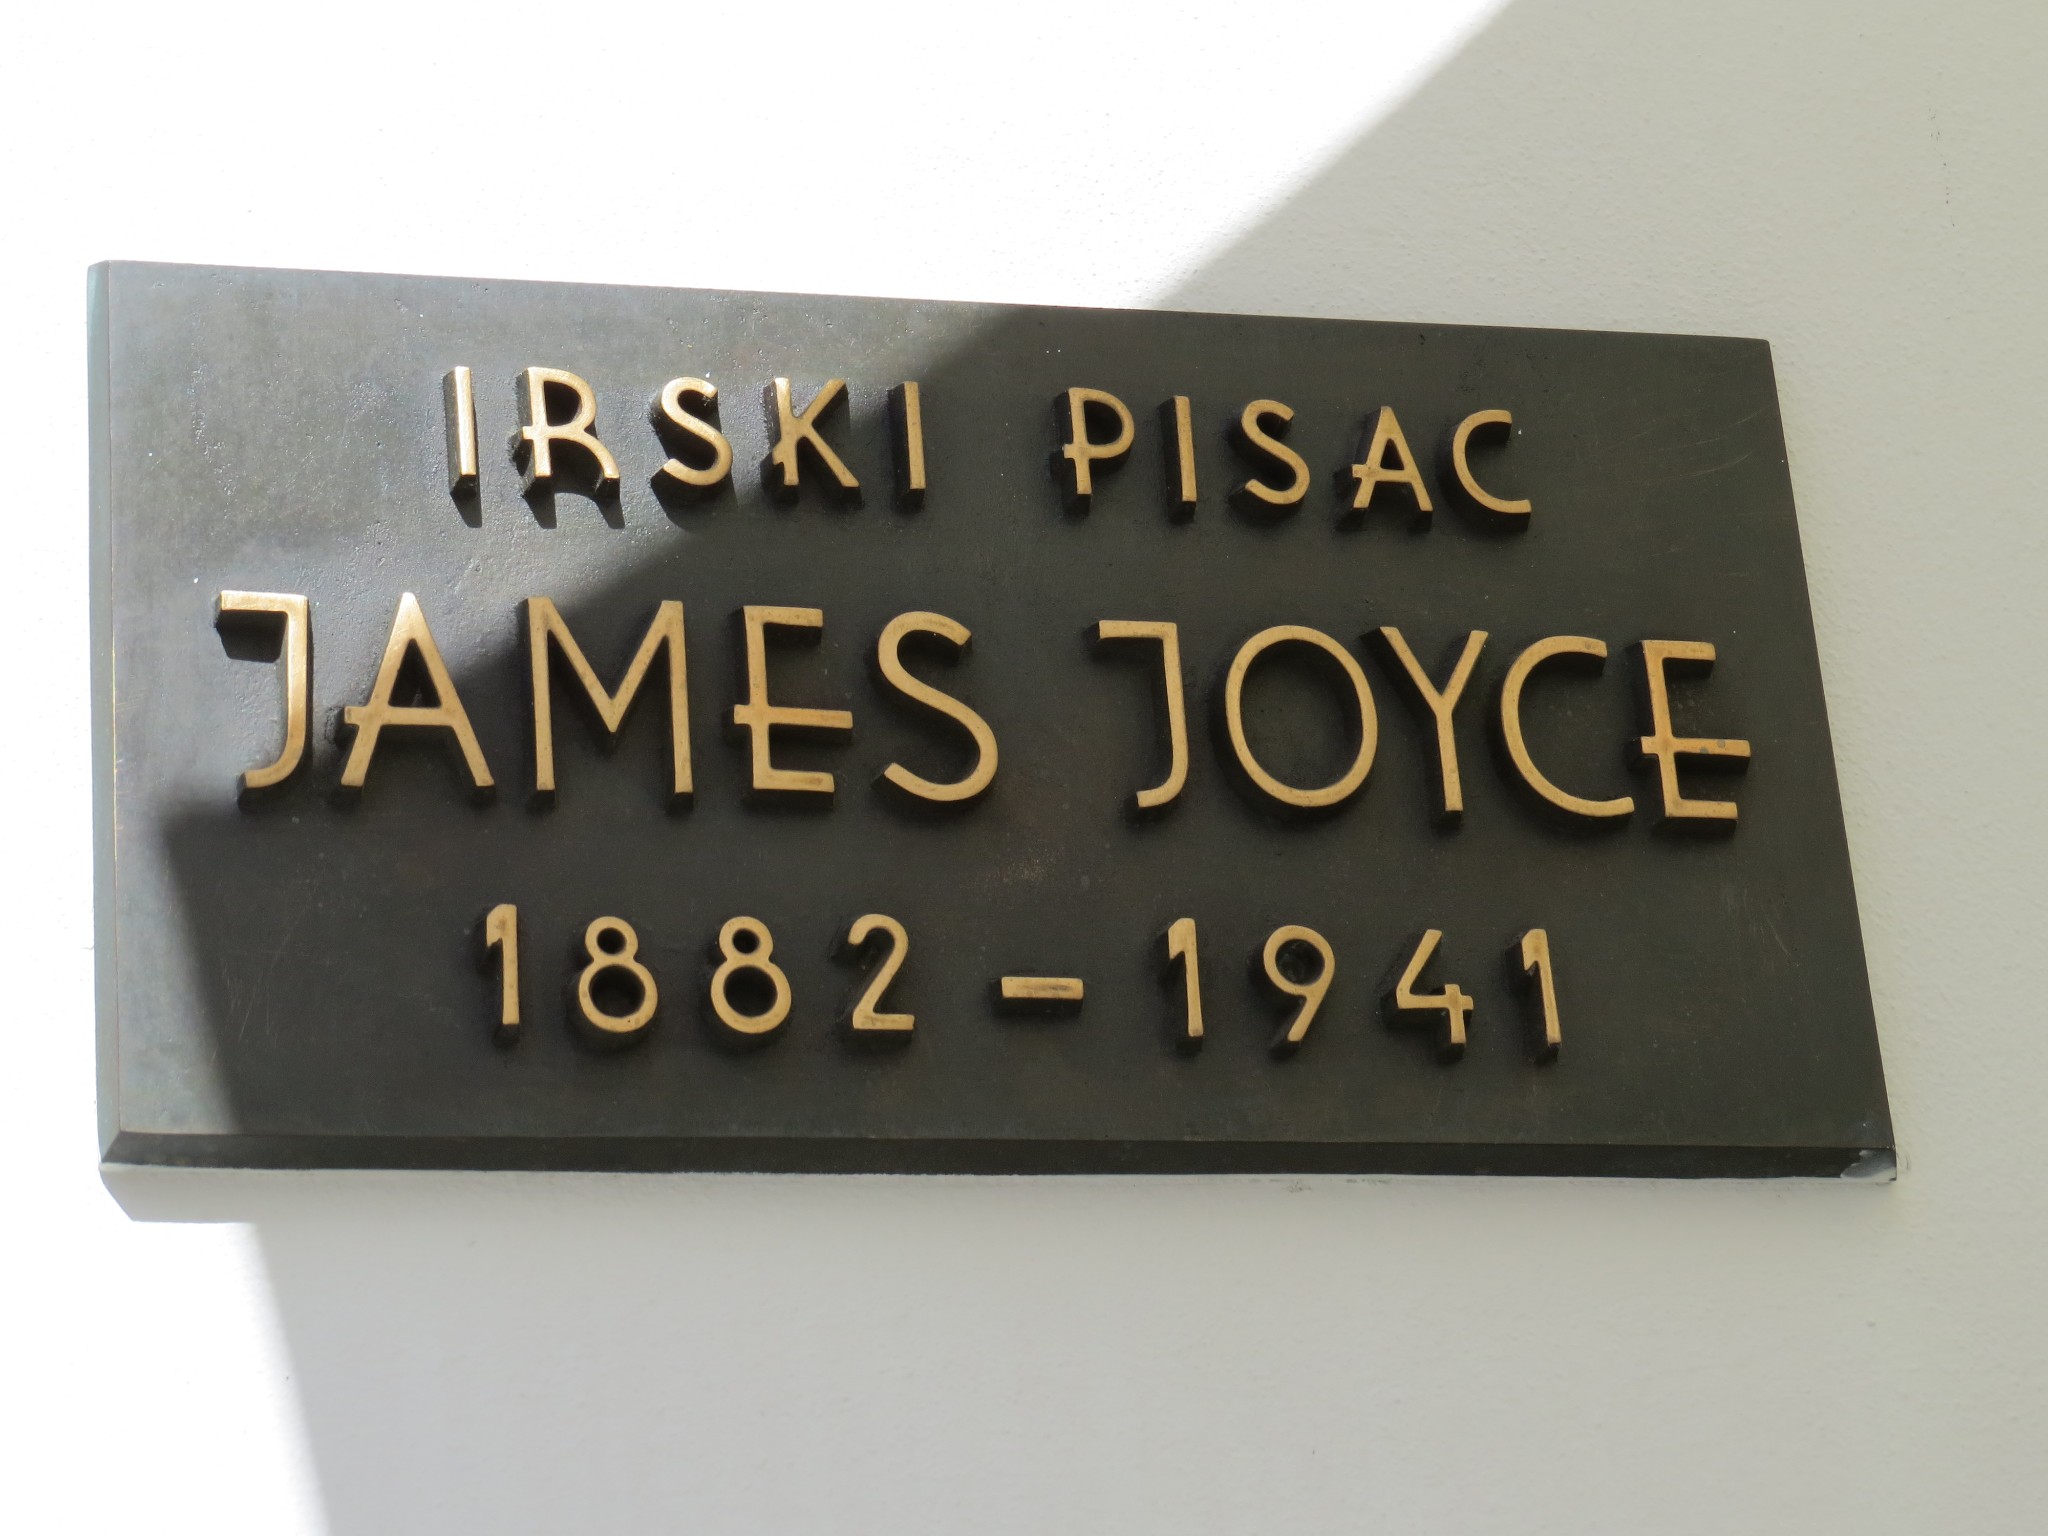 IRSKI PISAC
JAMES JOYCE
1882 – 1941